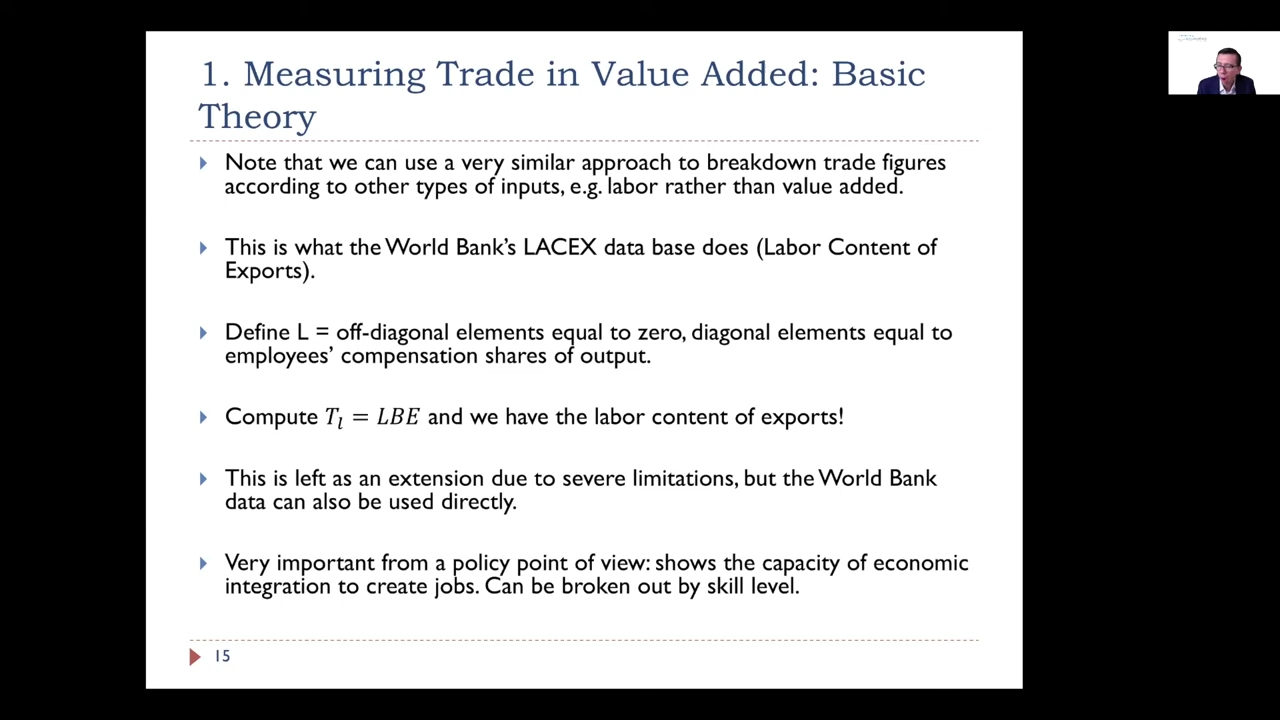 1. Measuring Trade in Value Added: Basic
Theory
Note that we can use a very similar approach to breakdown trade figures
according to other types of inputs, e.g. labor rather than value added.
This is what the World Bank's LACEX data base does (Labor Content of
Exports).
Define L = off-diagonal elements equal to zero, diagonal elements equal to
employees' compensation shares of output.
Compute T_l = LBE and we have the labor content of exports!
This is left as an extension due to severe limitations, but the World Bank
data can also be used directly.
Very important from a policy point of view: shows the capacity of economic
integration to create jobs. Can be broken out by skill level.
15